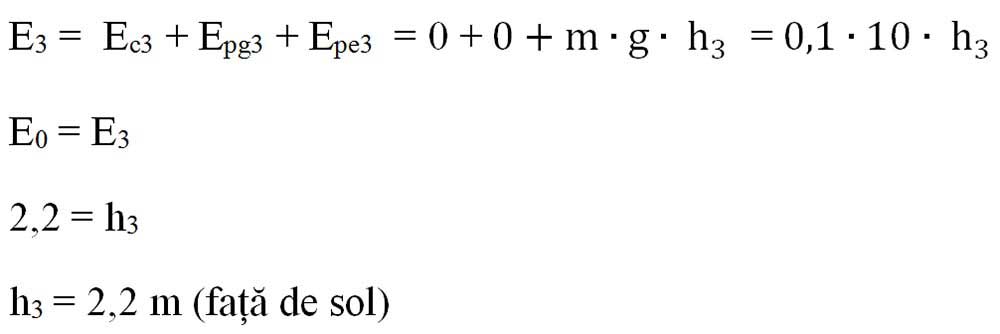 E₃ = E꜀₃ + Epg3 + Epe3 = 0 + 0 + m · g · h₃ = 0,1 · 10 · h₃
E₀ = E₃
2,2 = h₃
h₃ = 2,2 m (față de sol)